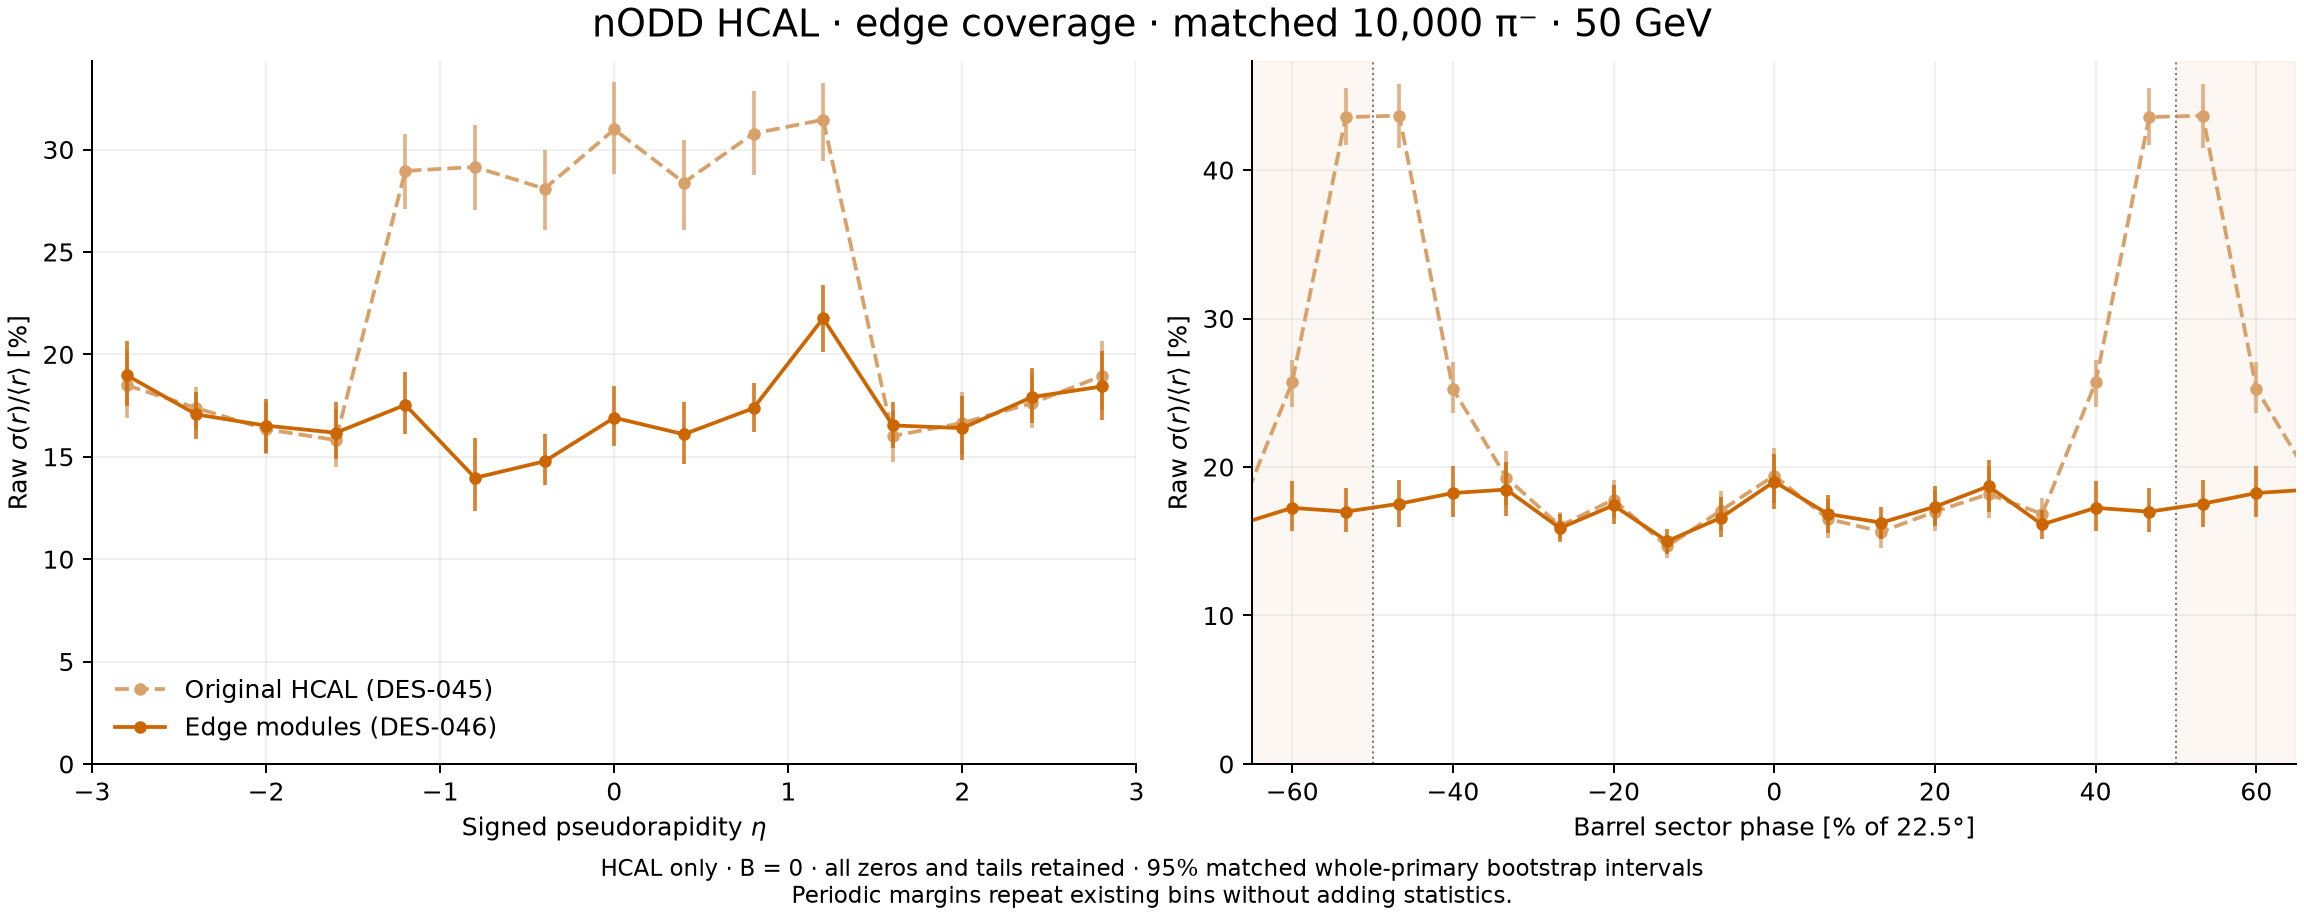 nODD HCAL · edge coverage · matched 10,000 π⁻ · 50 GeV
Raw σ(r)/⟨r⟩ [%]
30
25
20
15
10
5
0
Original HCAL (DES-045)
Edge modules (DES-046)
−3
−2
−1
0
1
2
3
Signed pseudorapidity η
Raw σ(r)/⟨r⟩ [%]
40
30
20
10
0
−60
−40
−20
0
20
40
60
Barrel sector phase [% of 22.5°]
HCAL only · B = 0 · all zeros and tails retained · 95% matched whole-primary bootstrap intervals
Periodic margins repeat existing bins without adding statistics.